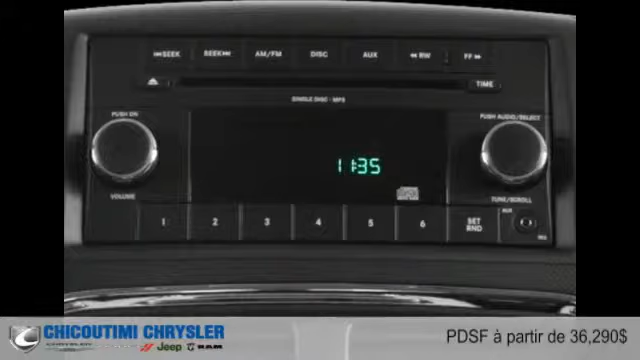 ⏮SEEK SEEK⏭ AM/FM DISC AUX ◀◀ RW FF ▶▶
TIME
SINGLE DISC - MP3
PUSH ON
PUSH AUDIO/SELECT
11:35
VOLUME
TUNE/SCROLL
1 2 3 4 5 6 SET RND
AUX
CHICOUTIMI CHRYSLER
Jeep RAM
PDSF à partir de 36,290$